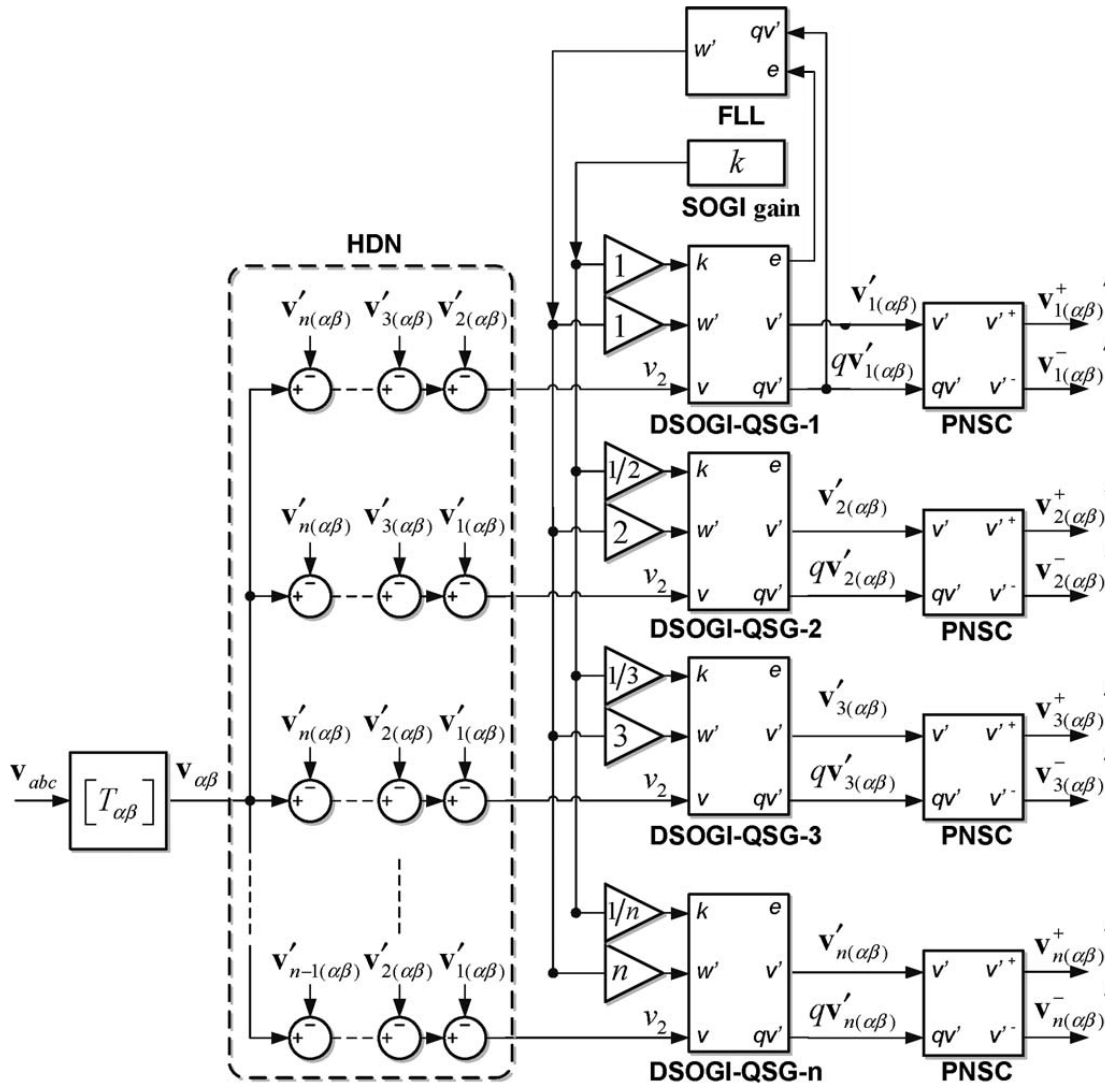 qv'
w'
e
FLL
k
SOGI gain
HDN
v′n(αβ) v′3(αβ) v′2(αβ)
1 k e
1 w' v' v′1(αβ) v' v'+ v+1(αβ)′
+ − + − + − v2 v qv' qv′1(αβ) qv' v'- v−1(αβ)′
DSOGI-QSG-1 PNSC
v′n(αβ) v′3(αβ) v′1(αβ)
1/2 k e
2 w' v' v′2(αβ) v' v'+ v+2(αβ)′
+ − + − + − v2 v qv' qv′2(αβ) qv' v'- v−2(αβ)′
DSOGI-QSG-2 PNSC
v′n(αβ) v′2(αβ) v′1(αβ)
1/3 k e
3 w' v' v′3(αβ) v' v'+ v+3(αβ)′
vabc [Tαβ] vαβ
+ − + − + − v2 v qv' qv′3(αβ) qv' v'- v−3(αβ)′
DSOGI-QSG-3 PNSC
v′n−1(αβ) v′2(αβ) v′1(αβ)
1/n k e
n w' v' v′n(αβ) v' v'+ v+n(αβ)′
+ − + − + − v2 v qv' qv′n(αβ) qv' v'- v−n(αβ)′
DSOGI-QSG-n PNSC